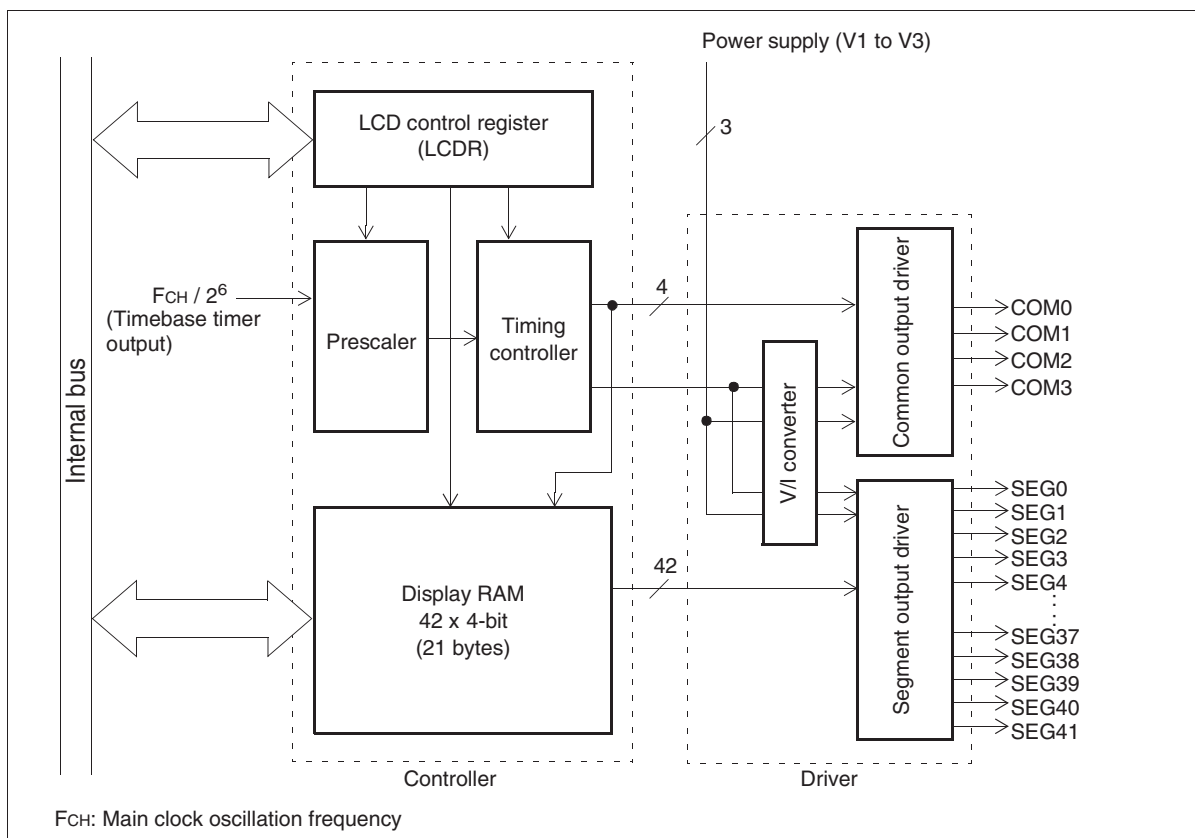 Power supply (V1 to V3)
LCD control register
(LCDR)
3
Internal bus
FCH / 2⁶
(Timebase timer
output)
Prescaler
Timing
controller
4
Common output driver
COM0
COM1
COM2
COM3
V/I converter
Display RAM
42 x 4-bit
(21 bytes)
42
Segment output driver
SEG0
SEG1
SEG2
SEG3
SEG4
SEG37
SEG38
SEG39
SEG40
SEG41
Controller
Driver
FCH: Main clock oscillation frequency